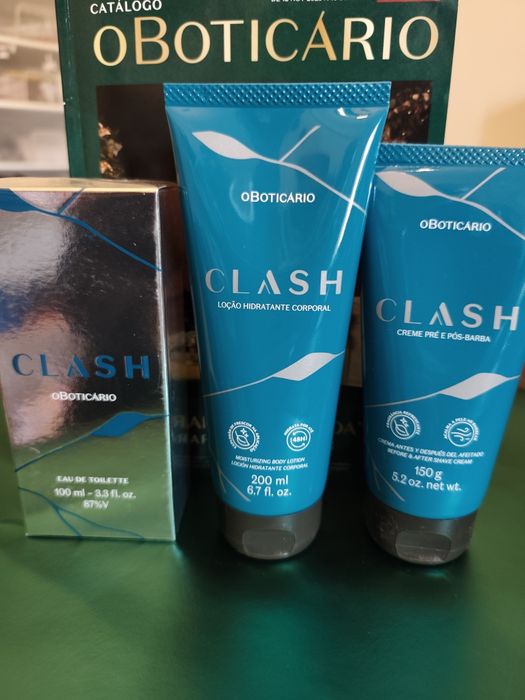 CATÁLOGO
oBOTICÁRIO
oBOTICÁRIO
CLASH
LOÇÃO HIDRATANTE CORPORAL
48H
MOISTURIZING BODY LOTION
LOCIÓN HIDRATANTE CORPORAL
200 ml
6.7 fl. oz.
oBOTICÁRIO
CLASH
CREME PRÉ E PÓS-BARBA
CREMA ANTES Y DESPUÉS DEL AFEITADO
BEFORE & AFTER SHAVE CREAM
150 g
5.2 oz. net wt.
CLASH
oBOTICÁRIO
EAU DE TOILETTE
100 ml - 3.3 fl. oz.
67%V